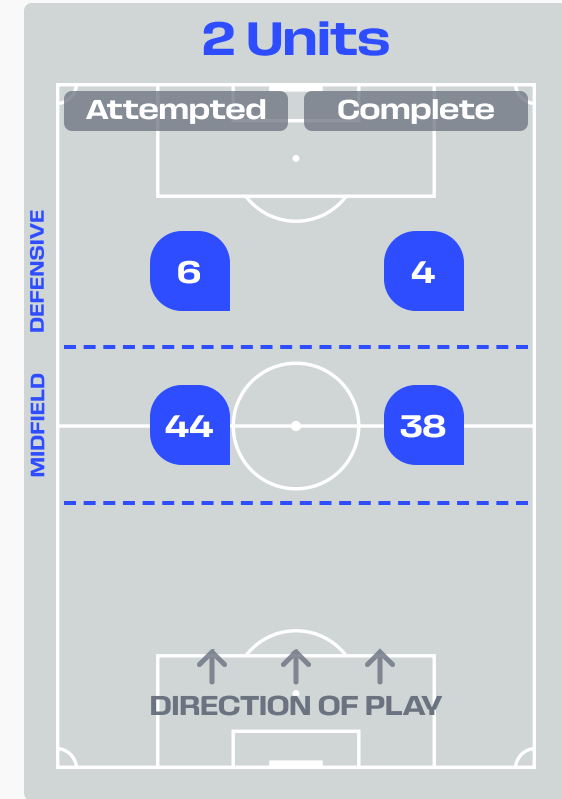 2 Units
Attempted Complete
DEFENSIVE
6 4
MIDFIELD
44 38
DIRECTION OF PLAY